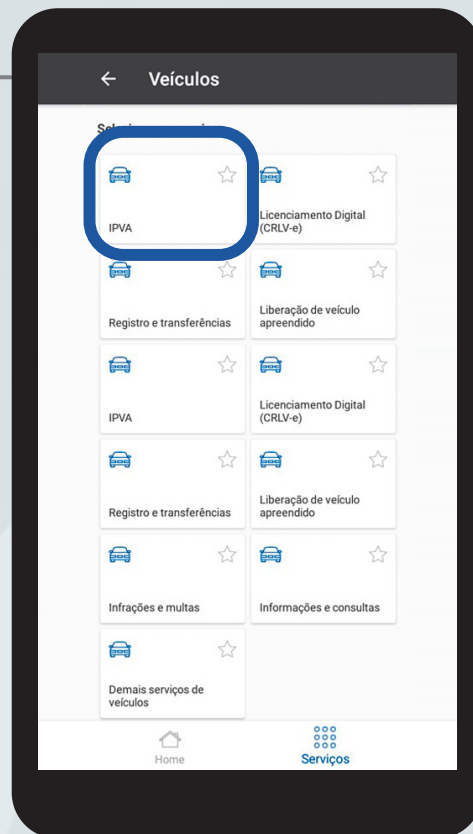 Veículos
IPVA
Licenciamento Digital
(CRLV-e)
Registro e transferências
Liberação de veículo
apreendido
IPVA
Licenciamento Digital
(CRLV-e)
Registro e transferências
Liberação de veículo
apreendido
Infrações e multas
Informações e consultas
Demais serviços de
veículos
Home
Serviços